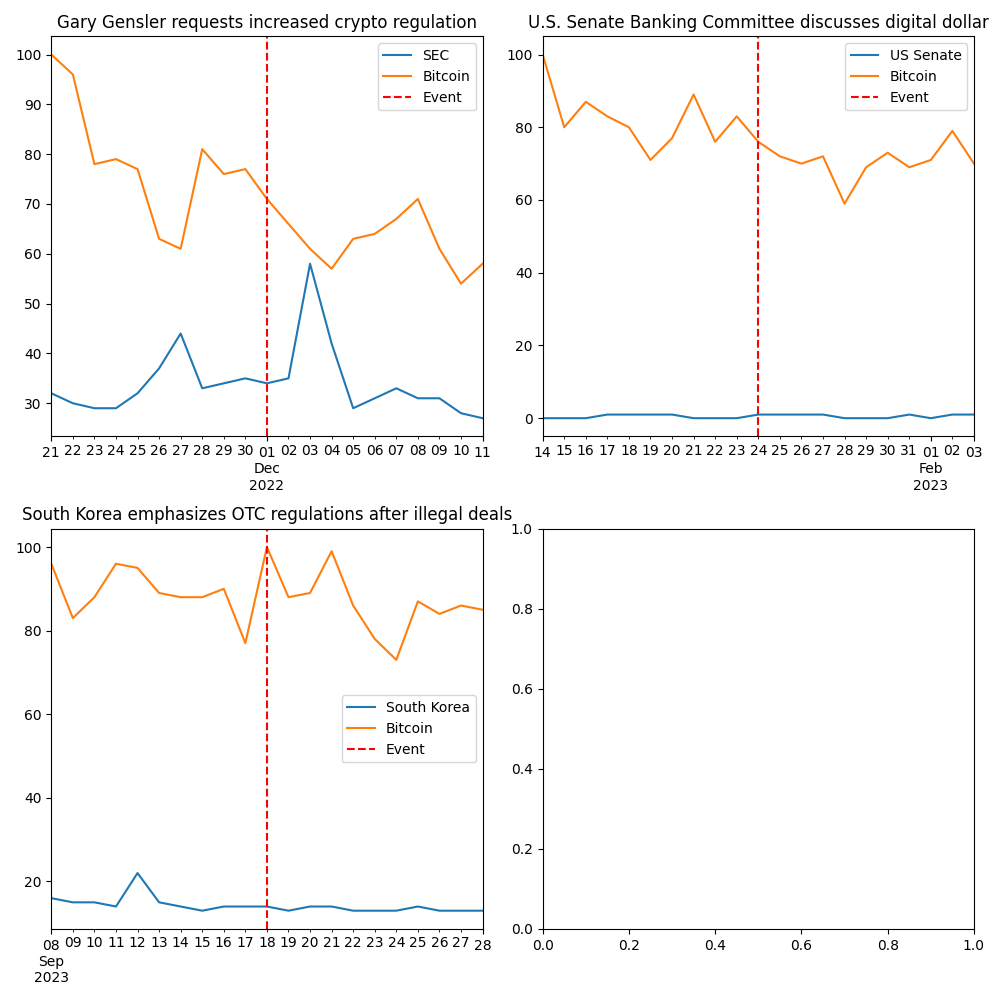 Gary Gensler requests increased crypto regulation
100
90
80
70
60
50
40
30
SEC
Bitcoin
Event
21 22 23 24 25 26 27 28 29 30 01 02 03 04 05 06 07 08 09 10 11
Dec
2022
U.S. Senate Banking Committee discusses digital dollar
100
80
60
40
20
0
US Senate
Bitcoin
Event
14 15 16 17 18 19 20 21 22 23 24 25 26 27 28 29 30 31 01 02 03
Feb
2023
South Korea emphasizes OTC regulations after illegal deals
100
80
60
40
20
South Korea
Bitcoin
Event
08 09 10 11 12 13 14 15 16 17 18 19 20 21 22 23 24 25 26 27 28
Sep
2023
1.0
0.8
0.6
0.4
0.2
0.0
0.0 0.2 0.4 0.6 0.8 1.0